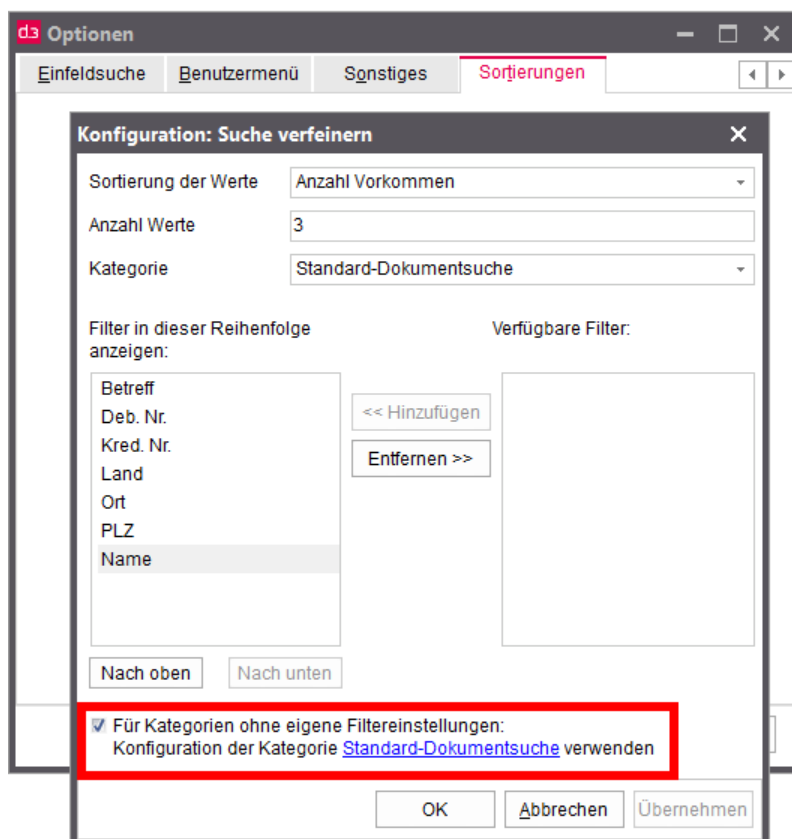 d3 Optionen
Einfeldsuche Benutzermenü Sonstiges Sortierungen
Konfiguration: Suche verfeinern
Sortierung der Werte Anzahl Vorkommen
Anzahl Werte 3
Kategorie Standard-Dokumentsuche
Filter in dieser Reihenfolge
anzeigen:
Verfügbare Filter:
Betreff
Deb. Nr.
Kred. Nr.
Land
Ort
PLZ
Name
<< Hinzufügen
Entfernen >>
Nach oben Nach unten
Für Kategorien ohne eigene Filtereinstellungen:
Konfiguration der Kategorie Standard-Dokumentsuche verwenden
OK Abbrechen Übernehmen